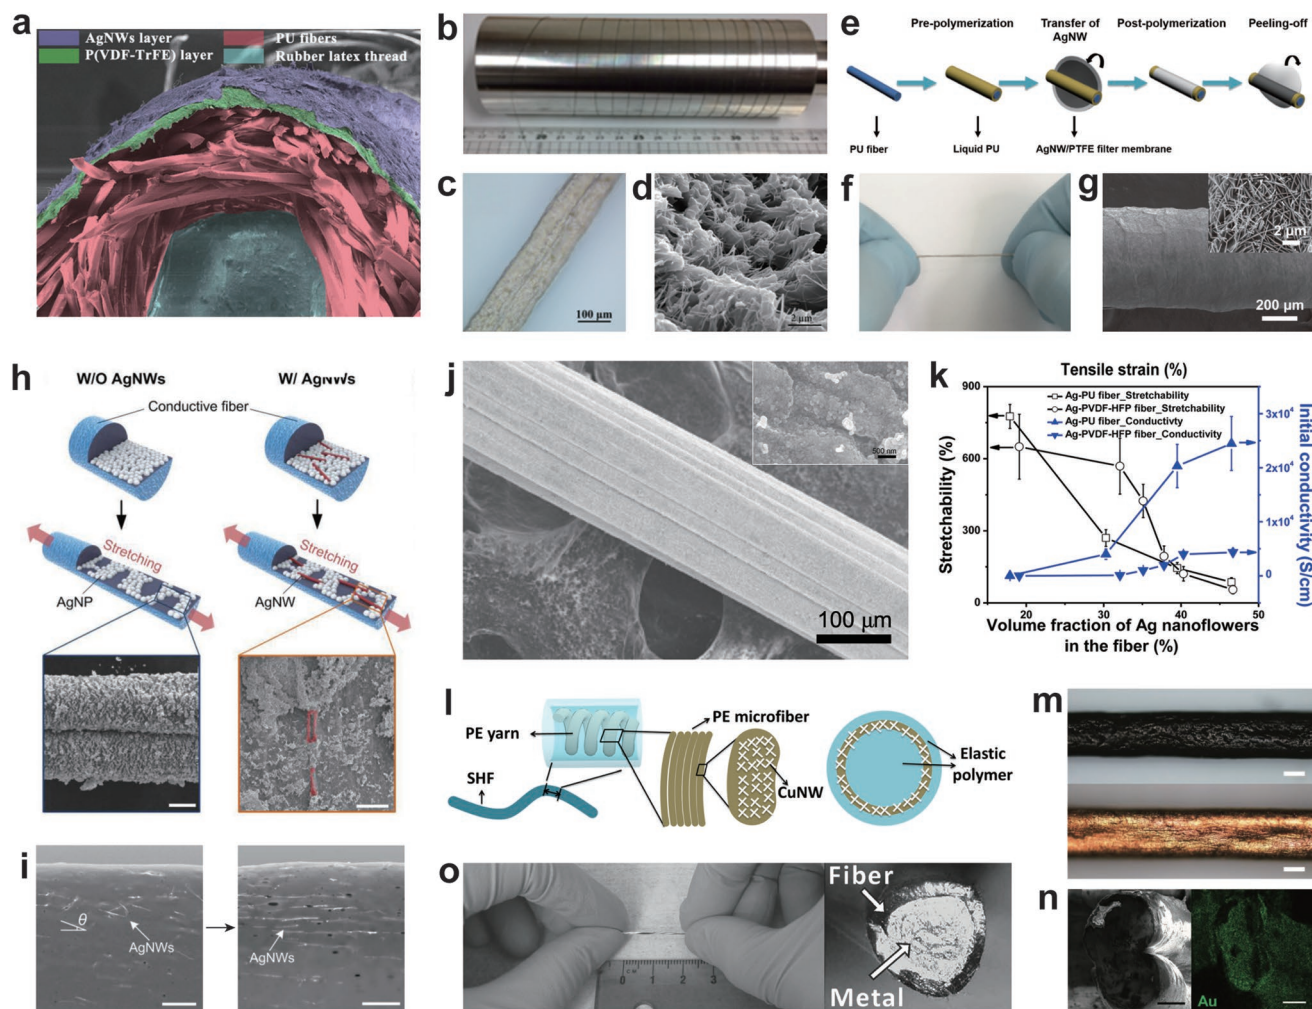 a
AgNWs layer
PU fibers
P(VDF-TrFE) layer
Rubber latex thread
b
c
100 μm
d
2 μm
e
Pre-polymerization
Transfer of
AgNW
Post-polymerization
Peeling-off
PU fiber
Liquid PU
AgNW/PTFE filter membrane
f
g
2 μm
200 μm
h
W/O AgNWs
W/ AgNWs
Conductive fiber
Stretching
Stretching
AgNP
AgNW
i
θ
AgNWs
AgNWs
j
500 nm
100 μm
k
Tensile strain (%)
Ag-PU fiber_Stretchability
Ag-PVDF-HFP fiber_Stretchability
Ag-PU fiber_Conductivty
Ag-PVDF-HFP fiber_Conductivity
900
600
300
0
Stretchability (%)
3x10⁴
2x10⁴
1x10⁴
0
Initial conductivity (S/cm)
20
30
40
50
Volume fraction of Ag nanoflowers
in the fiber (%)
l
PE yarn
SHF
PE microfiber
CuNW
Elastic
polymer
m
n
Au
o
0 1 2 3
Fiber
Metal